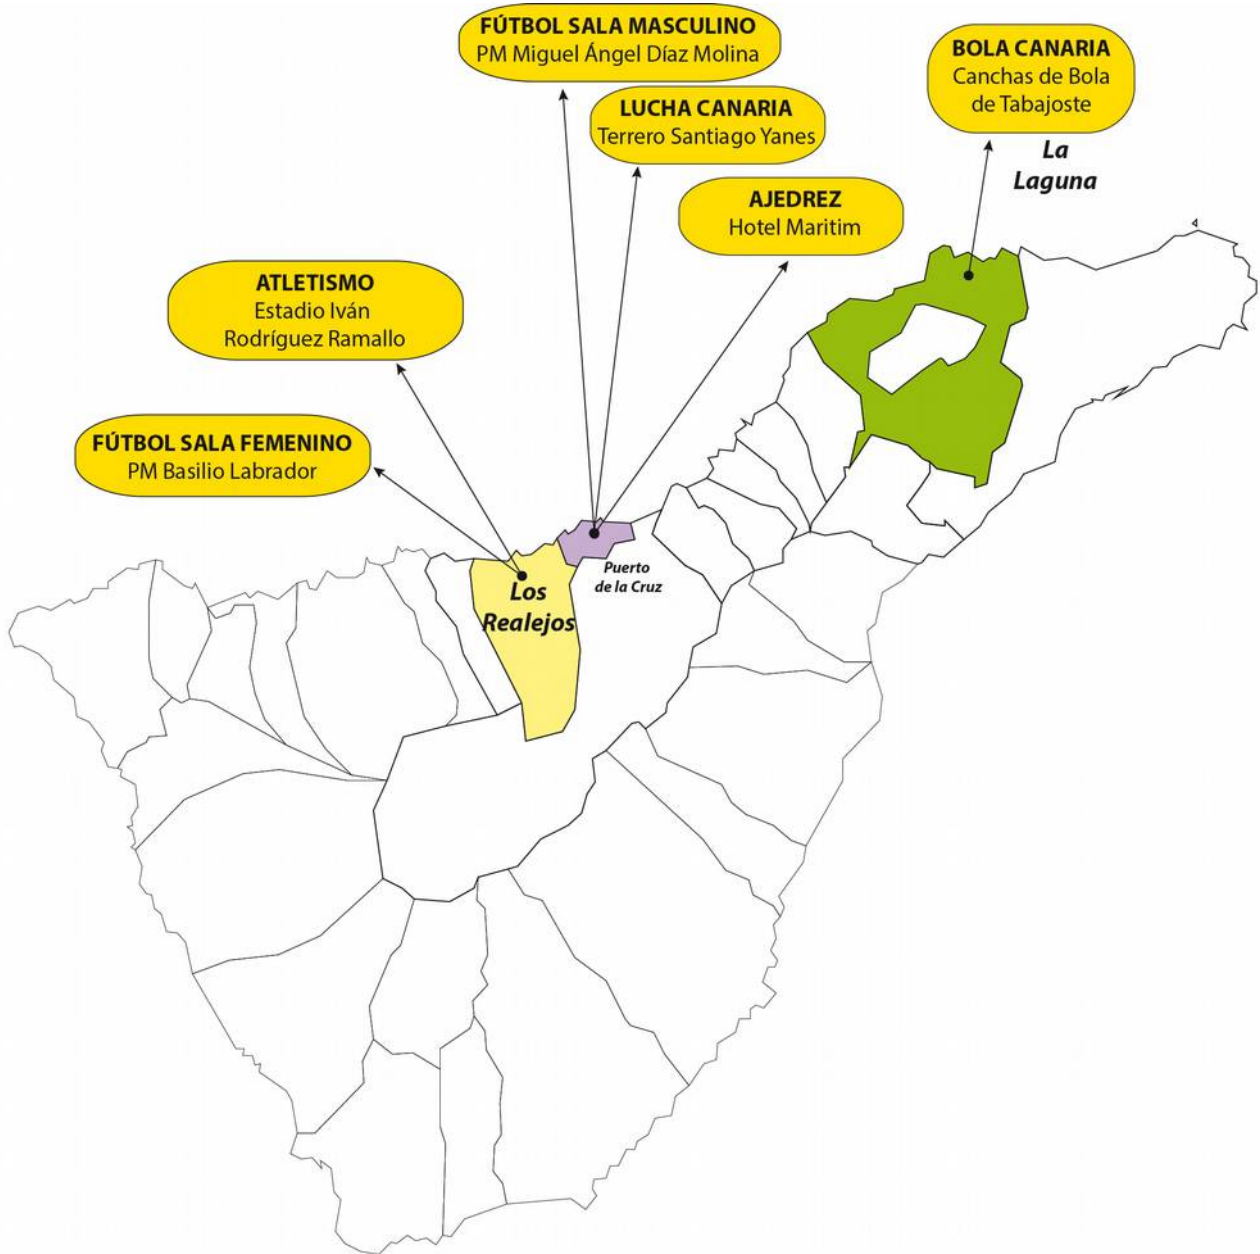 FÚTBOL SALA MASCULINO
PM Miguel Ángel Díaz Molina
LUCHA CANARIA
Terrero Santiago Yanes
BOLA CANARIA
Canchas de Bola
de Tabajoste
La
Laguna
AJEDREZ
Hotel Maritim
ATLETISMO
Estadio Iván
Rodríguez Ramallo
FÚTBOL SALA FEMENINO
PM Basilio Labrador
Puerto
de la Cruz
Los
Realejos